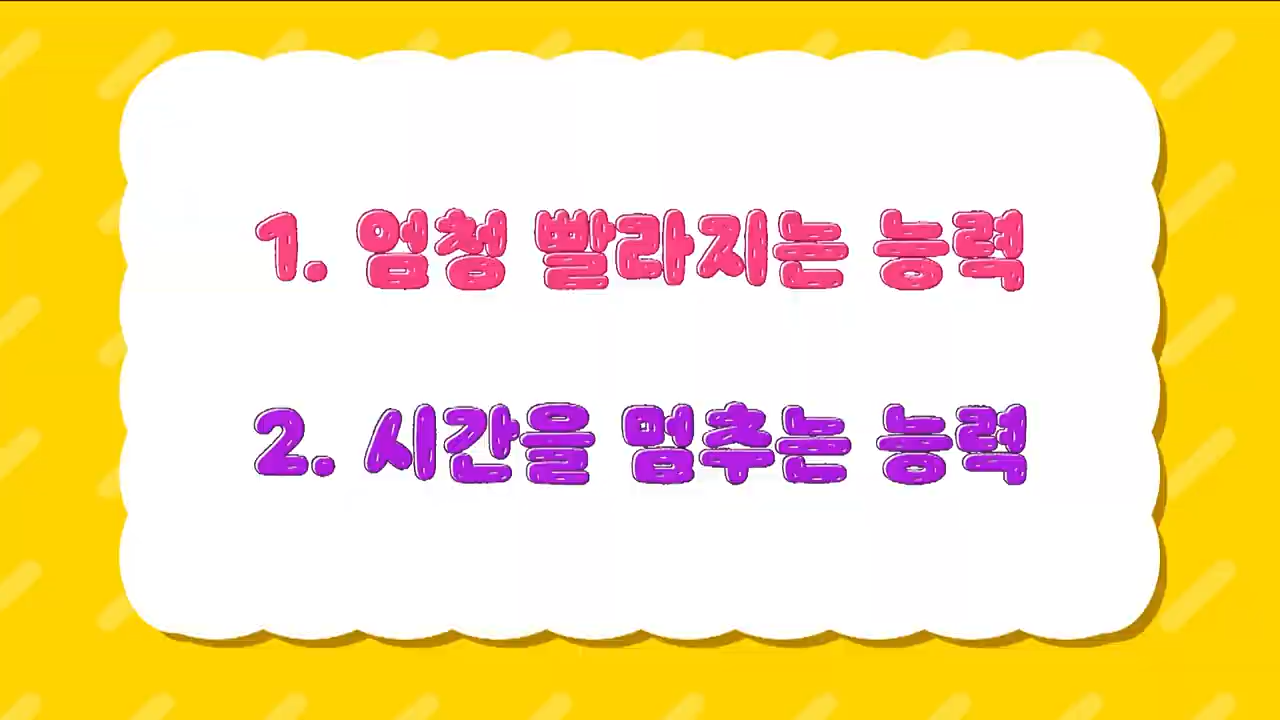 1. 엄청 빨라지는 능력
2. 시간을 멈추는 능력